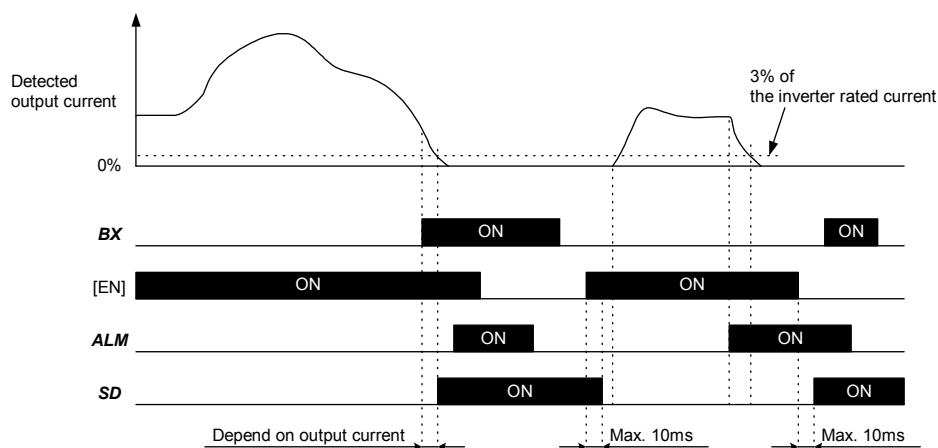 Detected
output current
3% of
the inverter rated current
0%
BX
ON
ON
[EN]
ON
ON
ALM
ON
ON
SD
ON
ON
Depend on output current
Max. 10ms
Max. 10ms